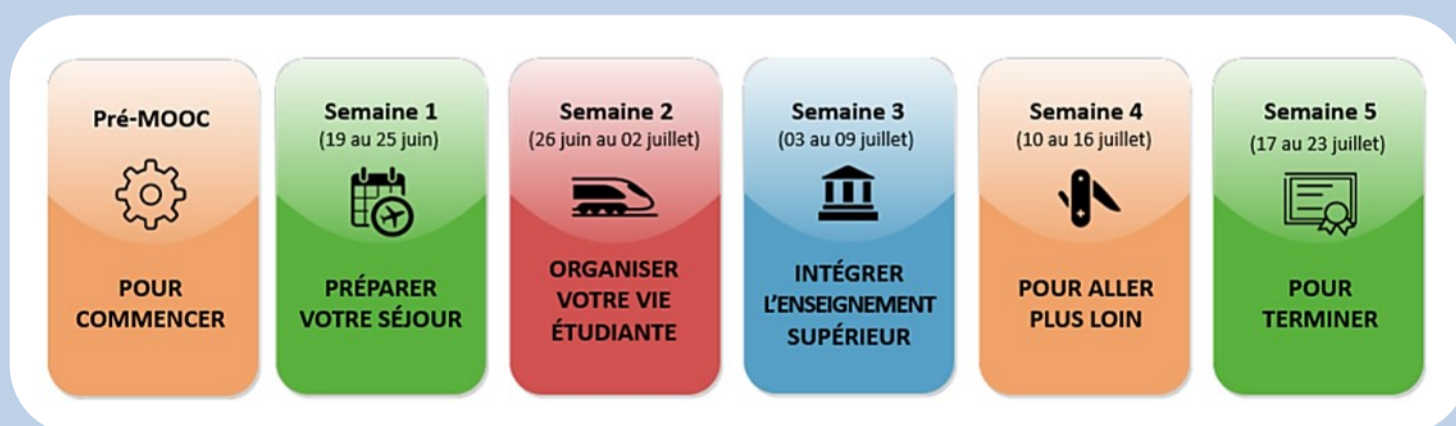 Pré-MOOC
POUR
COMMENCER
Semaine 1
(19 au 25 juin)
PRÉPARER
VOTRE SÉJOUR
Semaine 2
(26 juin au 02 juillet)
ORGANISER
VOTRE VIE
ÉTUDIANTE
Semaine 3
(03 au 09 juillet)
INTÉGRER
L'ENSEIGNEMENT
SUPÉRIEUR
Semaine 4
(10 au 16 juillet)
POUR ALLER
PLUS LOIN
Semaine 5
(17 au 23 juillet)
POUR
TERMINER